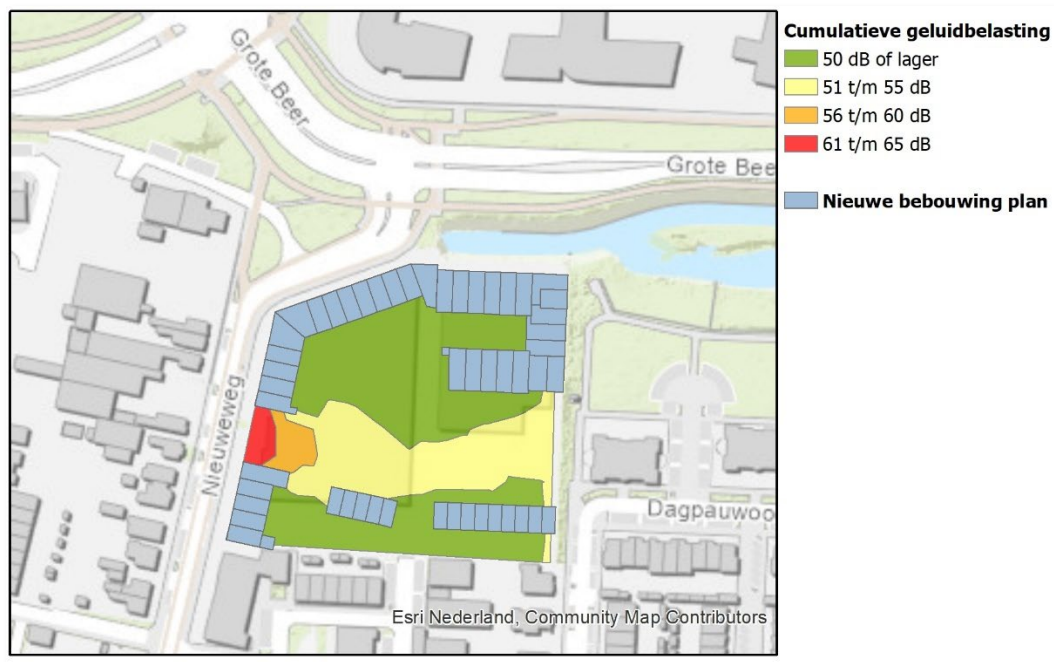 Grote Beer
Grote Bee
Nieuweweg
Dagpauwoo
Esri Nederland, Community Map Contributors
Cumulatieve geluidbelasting
50 dB of lager
51 t/m 55 dB
56 t/m 60 dB
61 t/m 65 dB
Nieuwe bebouwing plan